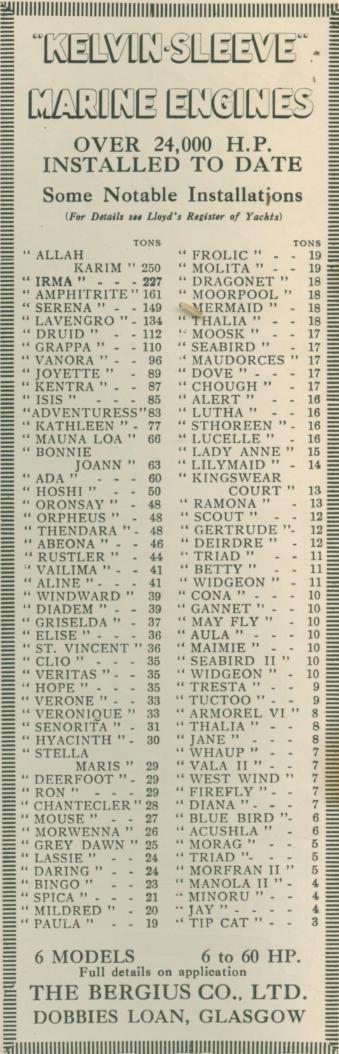 "KELVIN-SLEEVE"
MARINE ENGINES
OVER 24,000 H.P.
INSTALLED TO DATE
Some Notable Installations
(For Details see Lloyd's Register of Yachts)
TONS
" ALLAH
KARIM " 250
" IRMA " - - - 227
" AMPHITRITE " 161
" SERENA " - - 149
" LAVENGRO " - 134
" DRUID " - - 112
" GRAPPA " - - 110
" VANORA " - - 96
" JOYETTE " - - 89
" KENTRA " - - 87
" ISIS " - - - 85
"ADVENTURESS" 83
" KATHLEEN " - 77
" MAUNA LOA " 66
" BONNIE
JOANN " 63
" ADA " - - - 60
" HOSHI " - - 50
" ORONSAY " - 48
" ORPHEUS " - 48
" THENDARA " - 48
" ABEONA " - - 46
" RUSTLER " - 44
" VAILIMA " - - 41
" ALINE " - - - 41
" WINDWARD " 39
" DIADEM " - - 39
" GRISELDA " - 37
" ELISE " - - - 36
" ST. VINCENT " 36
" CLIO " - - - 35
" VERITAS " - - 35
" HOPE " - - - 35
" VERONE " - - 33
" VERONIQUE " 33
" SENORITA " - 31
" HYACINTH " - 30
" STELLA
MARIS " 29
" DEERFOOT " - 29
" RON " - - - 29
" CHANTECLER " 28
" MOUSE " - - 27
" MORWENNA " 26
" GREY DAWN " 25
" LASSIE " - - 24
" DARING " - - 24
" BINGO " - - 23
" SPICA " - - - 21
" MILDRED " - 20
" PAULA " - - 19
TONS
" FROLIC " - - 19
" MOLITA " - - 19
" DRAGONET " 18
" MOORPOOL " 18
" MERMAID " - 18
" THALIA " - - 18
" MOOSK " - - 17
" SEABIRD " - 17
" MAUDORCES " 17
" DOVE " - - - 17
" CHOUGH " - - 17
" ALERT " - - 16
" LUTHA " - - 16
" STHOREEN " - 16
" LUCELLE " - 16
" LADY ANNE " 15
" LILYMAID " - 14
" KINGSWEAR
COURT " 13
" RAMONA " - - 13
" SCOUT " - - 12
" GERTRUDE " - 12
" DEIRDRE " - 12
" TRIAD " - - 11
" BETTY " - - 11
" WIDGEON " - 11
" CONA " - - - 10
" GANNET " - - 10
" MAY FLY " - - 10
" AULA " - - - 10
" MAIMIE " - - 10
" SEABIRD II " 10
" WIDGEON " - 10
" TRESTA " - - 9
" TUCTOO " - - 9
" ARMOREL VI " 8
" THALIA " - - 8
" JANE " - - - 8
" WHAUP " - - 7
" VALA II " - - 7
" WEST WIND " 7
" FIREFLY " - - 7
" DIANA " - - - 7
" BLUE BIRD " - 6
" ACUSHLA " - 6
" MORAG " - - 5
" TRIAD " - - - 5
" MORFRAN II " 5
" MANOLA II " - 4
" MINORU " - - 4
" JAY " - - - - 4
" TIP CAT " - - 3
6 MODELS 6 to 60 HP.
Full details on application
THE BERGIUS CO., LTD.
DOBBIES LOAN, GLASGOW